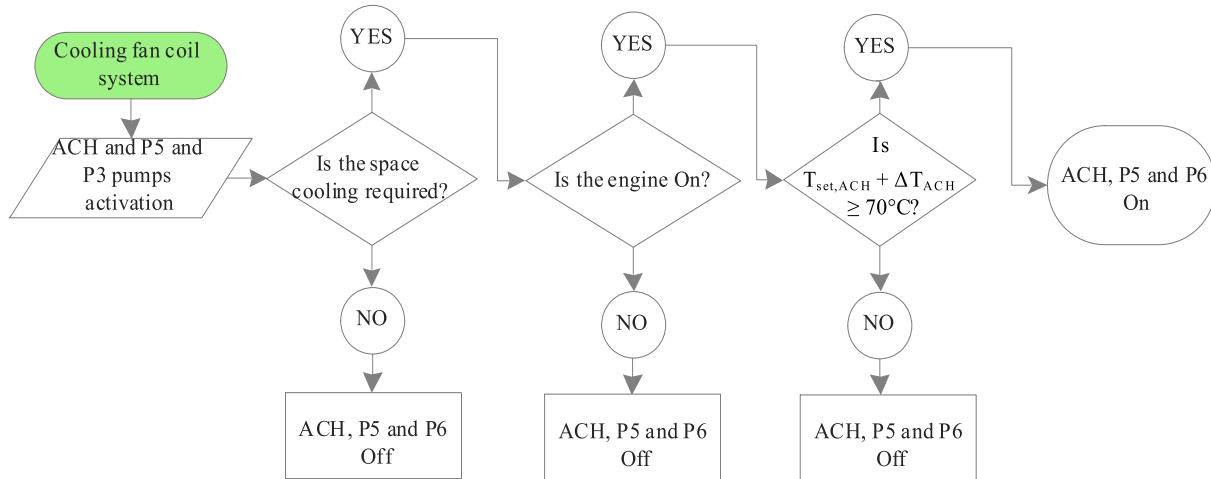 Cooling fan coil
system
ACH and P5 and
P3 pumps
activation
YES
Is the space
cooling required?
NO
ACH, P5 and P6
Off
YES
Is the engine On?
NO
ACH, P5 and P6
Off
YES
Is
T_set,ACH + ΔT_ACH
≥ 70°C?
NO
ACH, P5 and P6
Off
ACH, P5 and P6
On